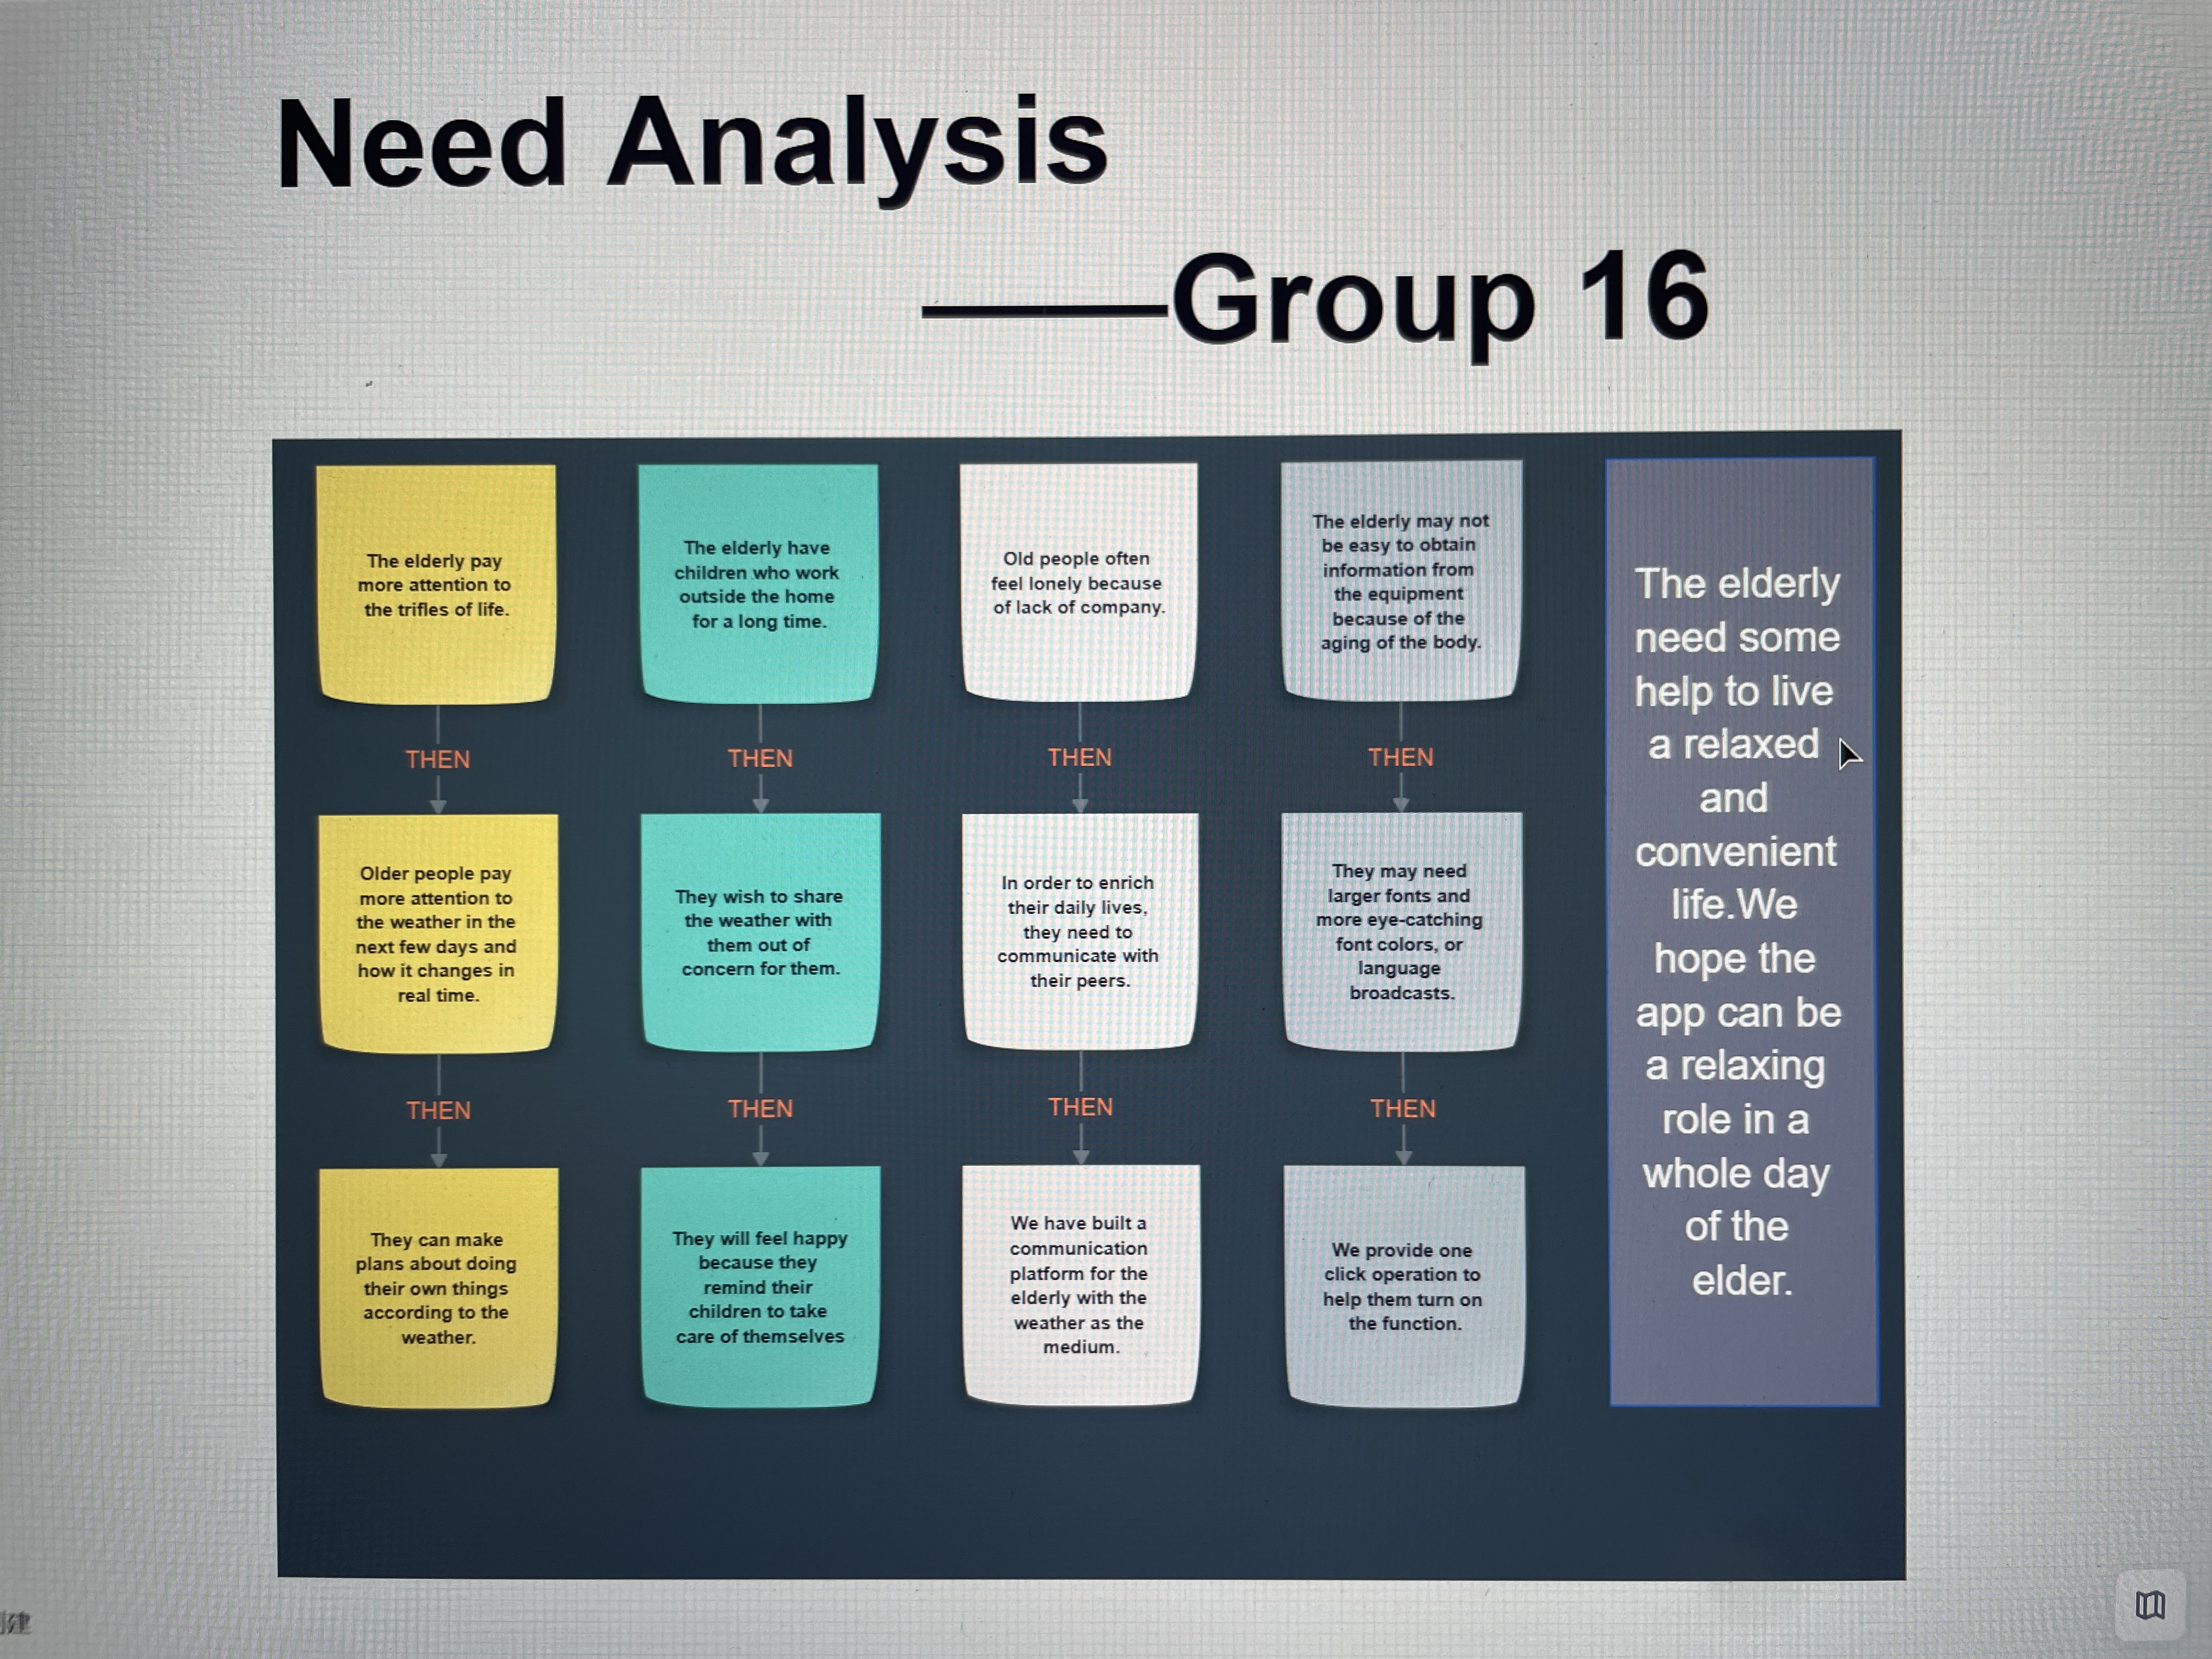 Need Analysis
——Group 16
The elderly pay
more attention to
the trifles of life.
THEN
Older people pay
more attention to
the weather in the
next few days and
how it changes in
real time.
THEN
They can make
plans about doing
their own things
according to the
weather.
The elderly have
children who work
outside the home
for a long time.
THEN
They wish to share
the weather with
them out of
concern for them.
THEN
They will feel happy
because they
remind their
children to take
care of themselves
Old people often
feel lonely because
of lack of company.
THEN
In order to enrich
their daily lives,
they need to
communicate with
their peers.
THEN
We have built a
communication
platform for the
elderly with the
weather as the
medium.
The elderly may not
be easy to obtain
information from
the equipment
because of the
aging of the body.
THEN
They may need
larger fonts and
more eye-catching
font colors, or
language
broadcasts.
THEN
We provide one
click operation to
help them turn on
the function.
The elderly
need some
help to live
a relaxed
and
convenient
life.We
hope the
app can be
a relaxing
role in a
whole day
of the
elder.
建